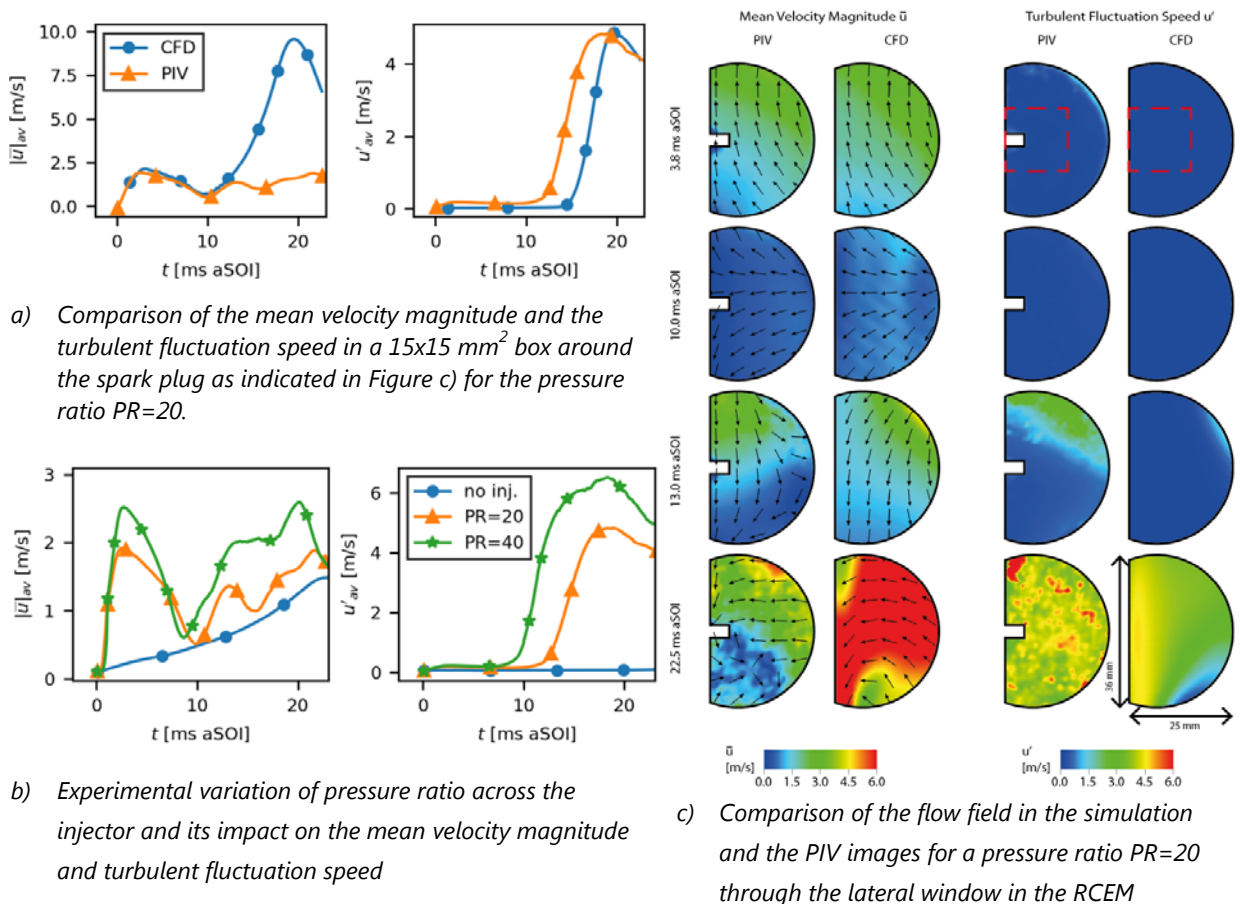 10.0
7.5
5.0
2.5
0.0
|ū|av [m/s]
CFD
PIV
0
10
20
t [ms aSOI]
4
2
0
u'av [m/s]
0
10
20
t [ms aSOI]
a) Comparison of the mean velocity magnitude and the
turbulent fluctuation speed in a 15x15 mm² box around
the spark plug as indicated in Figure c) for the pressure
ratio PR=20.
3
2
1
0
|ū|av [m/s]
0
10
20
t [ms aSOI]
6
4
2
0
u'av [m/s]
no inj.
PR=20
PR=40
0
10
20
t [ms aSOI]
b) Experimental variation of pressure ratio across the
injector and its impact on the mean velocity magnitude
and turbulent fluctuation speed
Mean Velocity Magnitude ū
Turbulent Fluctuation Speed u'
PIV
CFD
PIV
CFD
3.8 ms aSOI
10.0 ms aSOI
13.0 ms aSOI
22.5 ms aSOI
36 mm
25 mm
ū
[m/s]
0.0 1.5 3.0 4.5 6.0
u'
[m/s]
0.0 1.5 3.0 4.5 6.0
c) Comparison of the flow field in the simulation
and the PIV images for a pressure ratio PR=20
through the lateral window in the RCEM